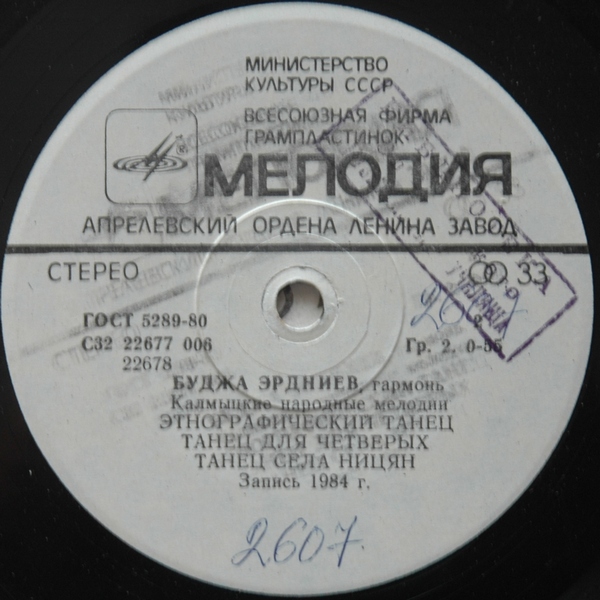 МИНИСТЕРСТВО
КУЛЬТУРЫ СССР
ВСЕСОЮЗНАЯ ФИРМА
ГРАМПЛАСТИНОК
МЕЛОДИЯ
АПРЕЛЕВСКИЙ ОРДЕНА ЛЕНИНА ЗАВОД
СТЕРЕО
33
ГОСТ 5289-80
С32 22677 006
22678
2607
2
Гр. 2. 0-55
БУДЖА ЭРДНИЕВ, гармонь
Калмыцкие народные мелодии
ЭТНОГРАФИЧЕСКИЙ ТАНЕЦ
ТАНЕЦ ДЛЯ ЧЕТВЕРЫХ
ТАНЕЦ СЕЛА НИЦЯН
Запись 1984 г.
2607.